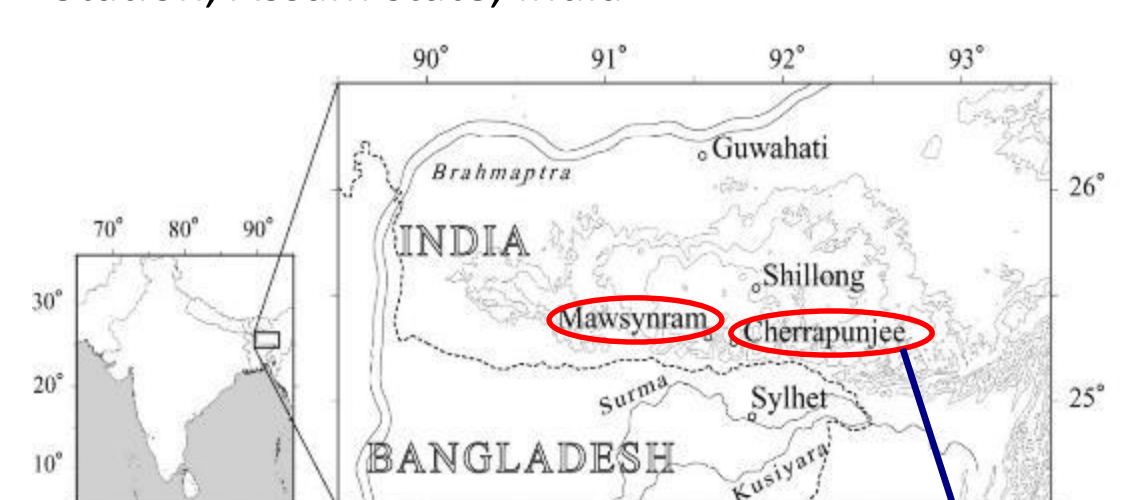 90° 91° 92° 93°
Guwahati
Brahmaptra
26°
70° 80° 90°
INDIA
Shillong
30°
Mawsynram
Cherrapunjee
20°
Surma
Sylhet
25°
10°
BANGLADESH
Kusiyara